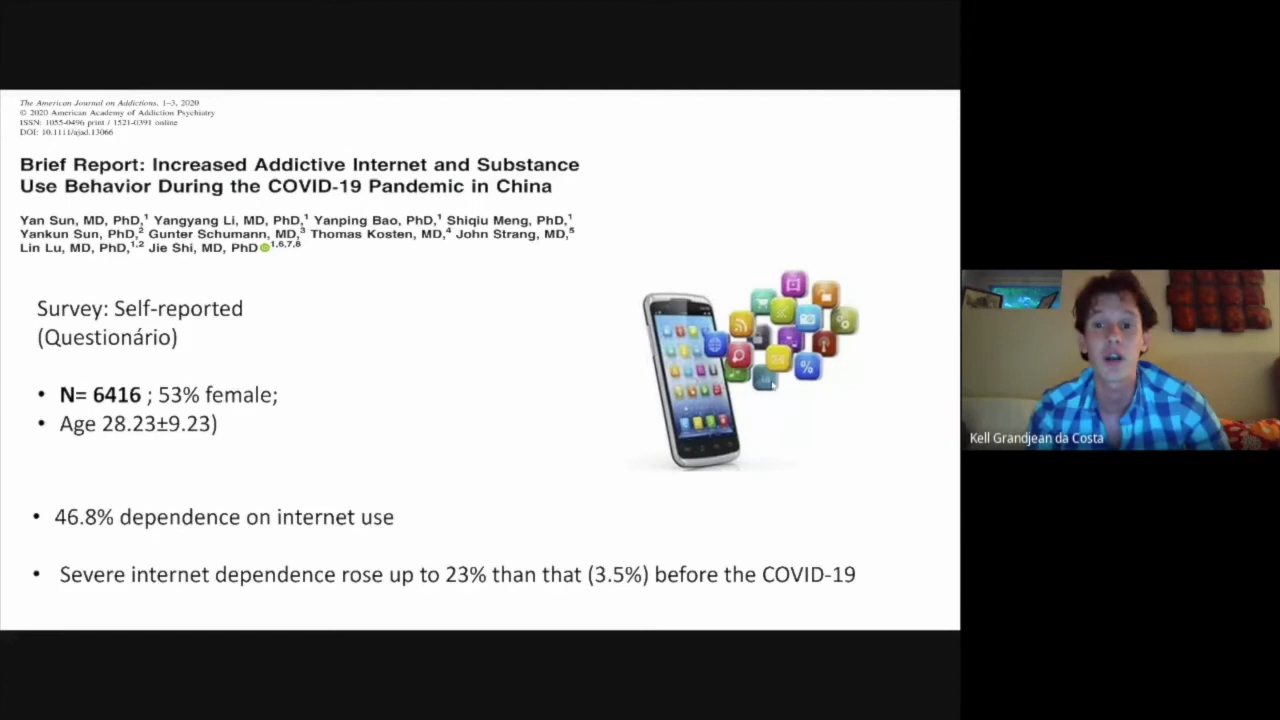 The American Journal on Addictions, 1–3, 2020
© 2020 American Academy of Addiction Psychiatry
ISSN: 1055-0496 print / 1521-0391 online
DOI: 10.1111/ajad.13066
Brief Report: Increased Addictive Internet and Substance
Use Behavior During the COVID-19 Pandemic in China
Yan Sun, MD, PhD,1 Yangyang Li, MD, PhD,1 Yanping Bao, PhD,1 Shiqiu Meng, PhD,1
Yankun Sun, PhD,2 Gunter Schumann, MD,3 Thomas Kosten, MD,4 John Strang, MD,5
Lin Lu, MD, PhD,1,2 Jie Shi, MD, PhD 1,6,7,8
Survey: Self-reported
(Questionário)
• N= 6416 ; 53% female;
• Age 28.23±9.23)
• 46.8% dependence on internet use
• Severe internet dependence rose up to 23% than that (3.5%) before the COVID-19
%
Kell Grandjean da Costa